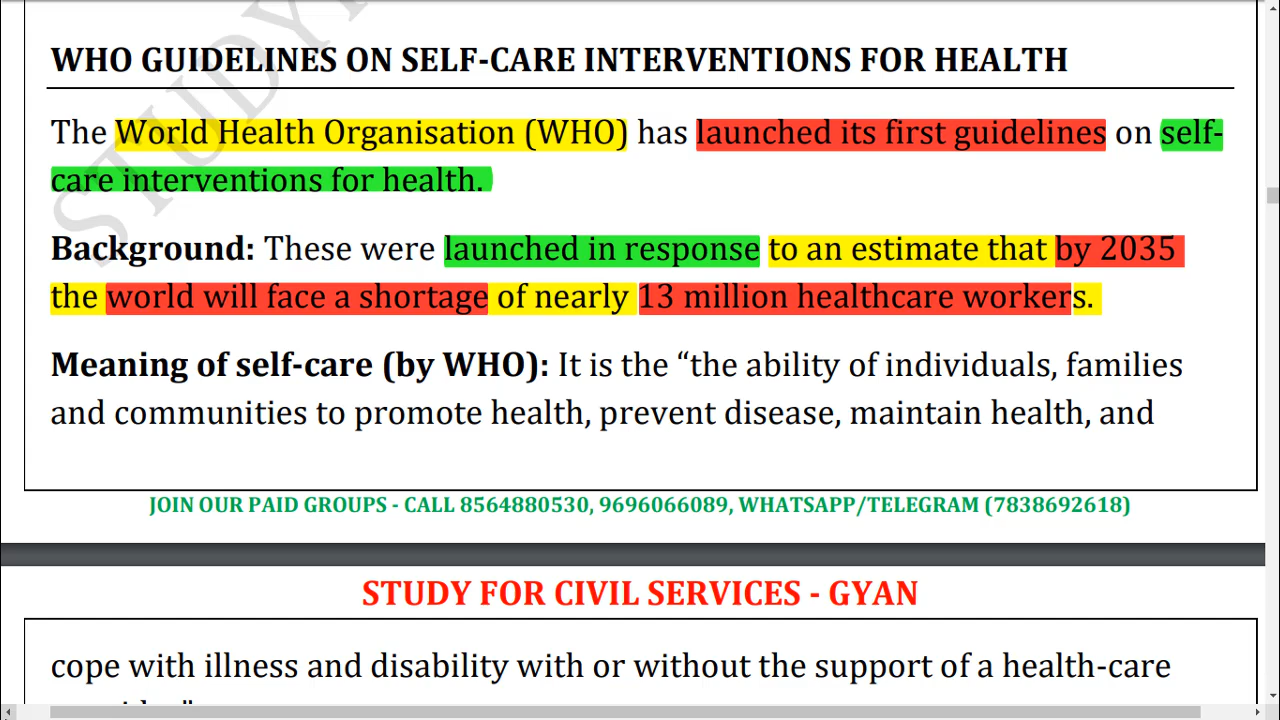 WHO GUIDELINES ON SELF-CARE INTERVENTIONS FOR HEALTH
The World Health Organisation (WHO) has launched its first guidelines on self-
care interventions for health.
Background: These were launched in response to an estimate that by 2035
the world will face a shortage of nearly 13 million healthcare workers.
Meaning of self-care (by WHO): It is the “the ability of individuals, families
and communities to promote health, prevent disease, maintain health, and
JOIN OUR PAID GROUPS - CALL 8564880530, 9696066089, WHATSAPP/TELEGRAM (7838692618)
STUDY FOR CIVIL SERVICES - GYAN
cope with illness and disability with or without the support of a health-care